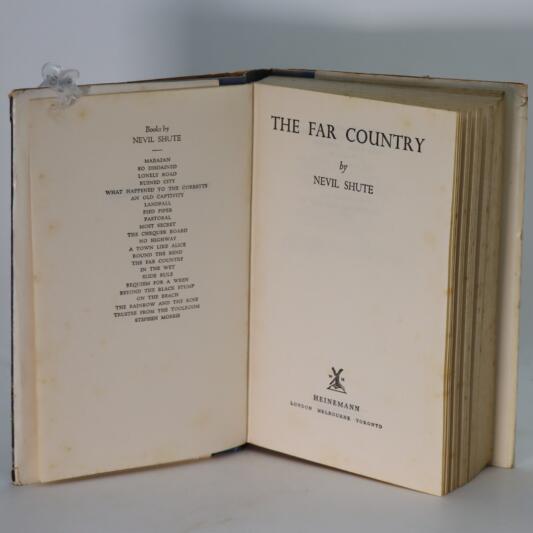 Books by
NEVIL SHUTE
MARAZAN
SO DISDAINED
LONELY ROAD
RUINED CITY
WHAT HAPPENED TO THE CORBETTS
AN OLD CAPTIVITY
LANDFALL
PIED PIPER
PASTORAL
MOST SECRET
THE CHEQUER BOARD
NO HIGHWAY
A TOWN LIKE ALICE
ROUND THE BEND
THE FAR COUNTRY
IN THE WET
SLIDE RULE
REQUIEM FOR A WREN
BEYOND THE BLACK STUMP
ON THE BEACH
THE RAINBOW AND THE ROSE
TRUSTEE FROM THE TOOLROOM
STEPHEN MORRIS
THE FAR COUNTRY
by
NEVIL SHUTE
W H
HEINEMANN
LONDON MELBOURNE TORONTO